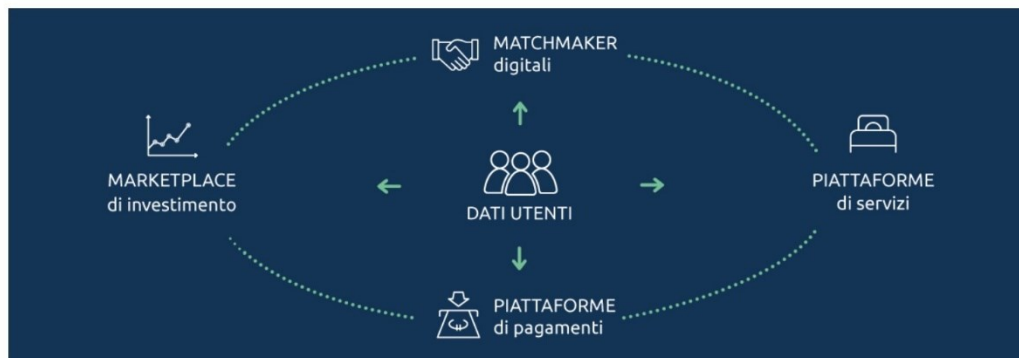 MATCHMAKER
digitali
MARKETPLACE
di investimento
DATI UTENTI
PIATTAFORME
di servizi
PIATTAFORME
di pagamenti